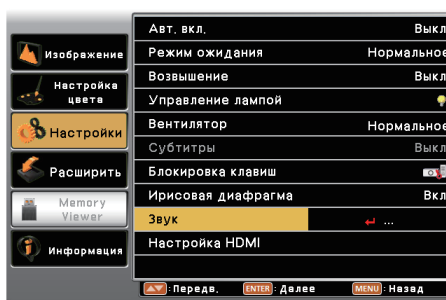 Изображение
Настройка
цвета
Настройки
Расширить
Memory
Viewer
Информация
Авт. вкл. Выкл
Режим ожидания Нормальное
Возвышение Выкл
Управление лампой
Вентилятор Нормальное
Субтитры Выкл
Блокировка клавиш
Ирисовая диафрагма Вкл
Звук ...
Настройка HDMI
:Передв. ENTER :Далее MENU :Назад